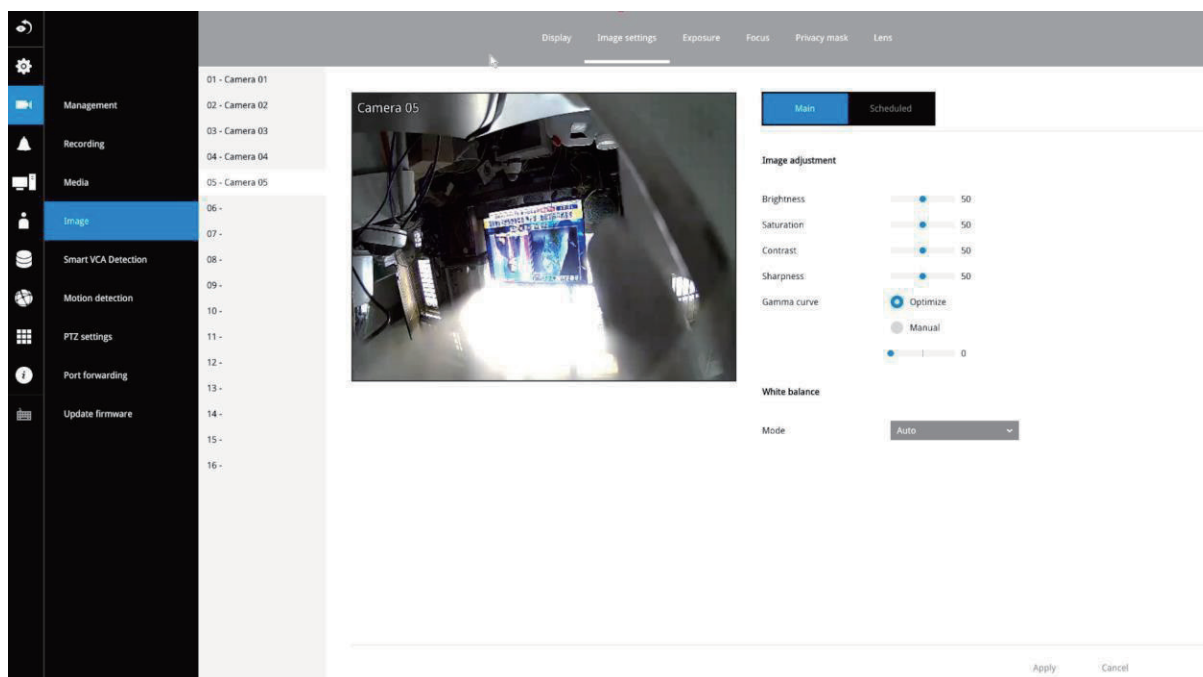 Display Image settings Exposure Focus Privacy mask Lens
Management
Recording
Media
Image
Smart VCA Detection
Motion detection
PTZ settings
Port forwarding
Update firmware
01 - Camera 01
02 - Camera 02
03 - Camera 03
04 - Camera 04
05 - Camera 05
06 -
07 -
08 -
09 -
10 -
11 -
12 -
13 -
14 -
15 -
16 -
Camera 05
Main Scheduled
Image adjustment
Brightness 50
Saturation 50
Contrast 50
Sharpness 50
Gamma curve Optimize
Manual
0
White balance
Mode Auto
Apply Cancel